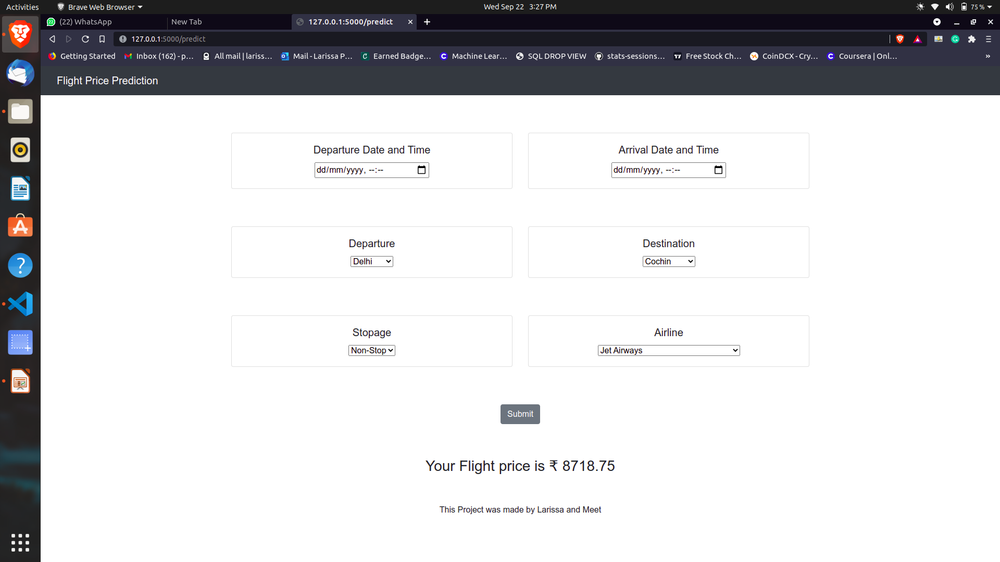 Activities
Brave Web Browser
Wed Sep 22 3:27 PM
75 %
22
(22) WhatsApp
New Tab
127.0.0.1:5000/predict
127.0.0.1:5000/predict
Getting Started
Inbox (162) - p...
All mail | lariss...
Mail - Larissa P...
Earned Badge...
Machine Lear...
SQL DROP VIEW
stats-sessions...
Free Stock Ch...
CoinDCX - Cry...
Coursera | Onl...
»
Flight Price Prediction
Departure Date and Time
Arrival Date and Time
dd/mm/yyyy, --:--
dd/mm/yyyy, --:--
Departure
Destination
Delhi
Cochin
Stopage
Airline
Non-Stop
Jet Airways
Submit
Your Flight price is ₹ 8718.75
This Project was made by Larissa and Meet